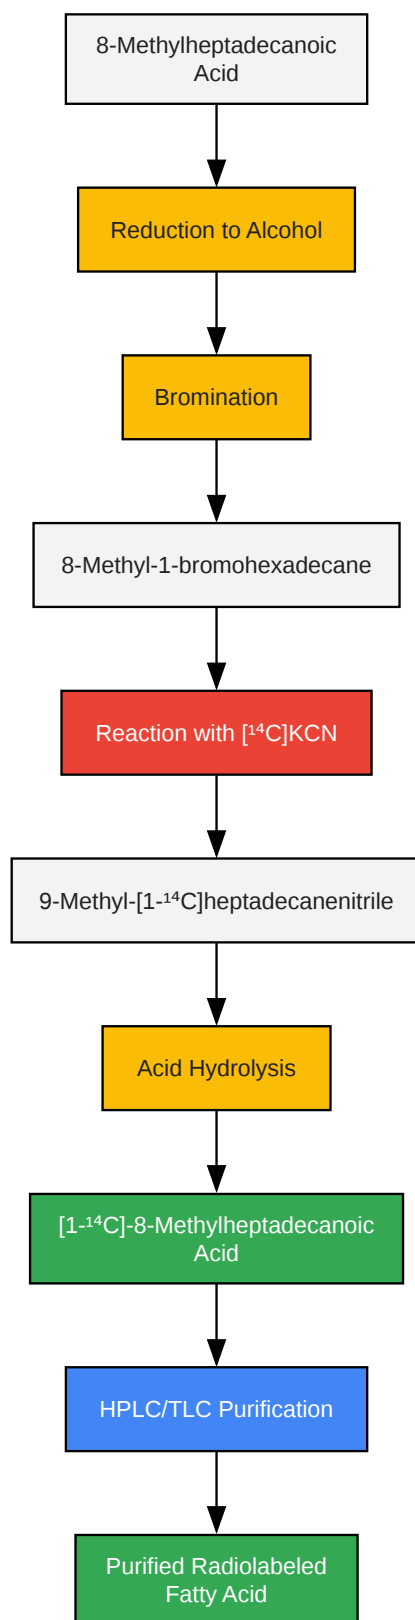 8-Methylheptadecanoic
Acid
Reduction to Alcohol
Bromination
8-Methyl-1-bromohexadecane
Reaction with [¹⁴C]KCN
9-Methyl-[1-¹⁴C]heptadecanenitrile
Acid Hydrolysis
[1-¹⁴C]-8-Methylheptadecanoic
Acid
HPLC/TLC Purification
Purified Radiolabeled
Fatty Acid